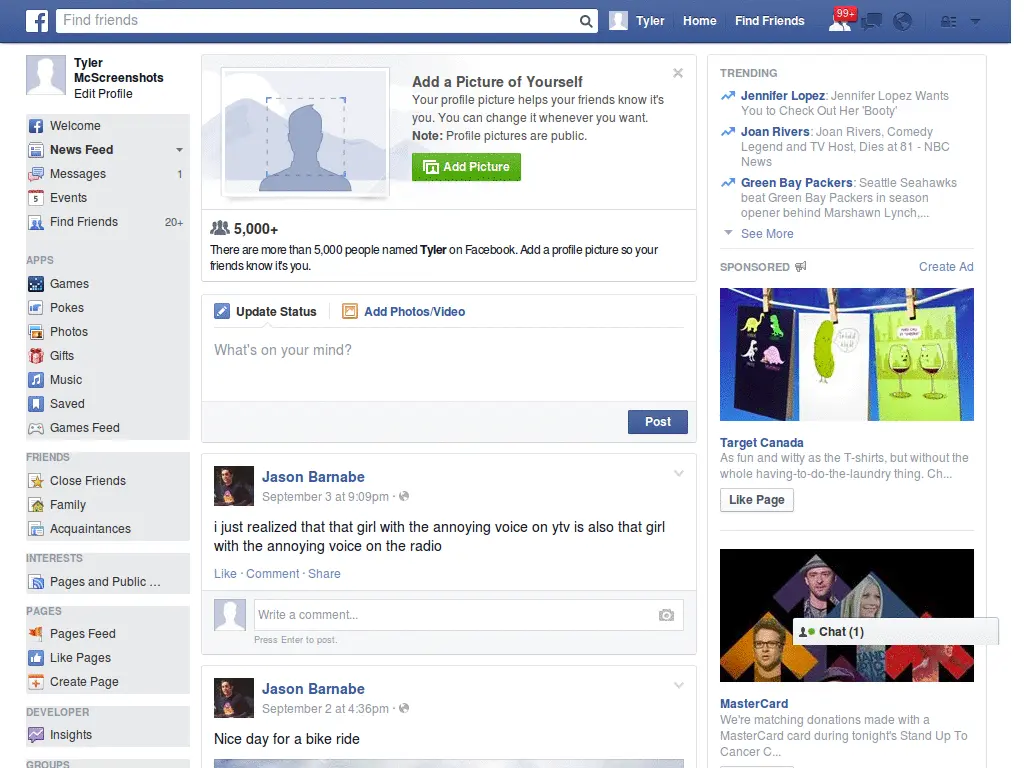 Find friends
Tyler
Home
Find Friends
99+
Tyler
McScreenshots
Edit Profile
Welcome
News Feed
Messages 1
5 Events
Find Friends 20+
APPS
Games
Pokes
Photos
Gifts
Music
Saved
Games Feed
FRIENDS
Close Friends
Family
Acquaintances
INTERESTS
Pages and Public ...
PAGES
Pages Feed
Like Pages
Create Page
DEVELOPER
Insights
GROUPS
Add a Picture of Yourself
Your profile picture helps your friends know it's
you. You can change it whenever you want.
Note: Profile pictures are public.
Add Picture
5,000+
There are more than 5,000 people named Tyler on Facebook. Add a profile picture so your
friends know it's you.
Update Status
Add Photos/Video
What's on your mind?
Post
Jason Barnabe
September 3 at 9:09pm ·
i just realized that that girl with the annoying voice on ytv is also that girl
with the annoying voice on the radio
Like · Comment · Share
Write a comment...
Press Enter to post.
Jason Barnabe
September 2 at 4:36pm ·
Nice day for a bike ride
TRENDING
Jennifer Lopez: Jennifer Lopez Wants
You to Check Out Her 'Booty'
Joan Rivers: Joan Rivers, Comedy
Legend and TV Host, Dies at 81 - NBC
News
Green Bay Packers: Seattle Seahawks
beat Green Bay Packers in season
opener behind Marshawn Lynch,...
See More
SPONSORED
Create Ad
Target Canada
As fun and witty as the T-shirts, but without the
whole having-to-do-the-laundry thing. Ch...
Like Page
STAND
UP TO
Chat (1)
MasterCard
We're matching donations made with a
MasterCard card during tonight's Stand Up To
Cancer C...